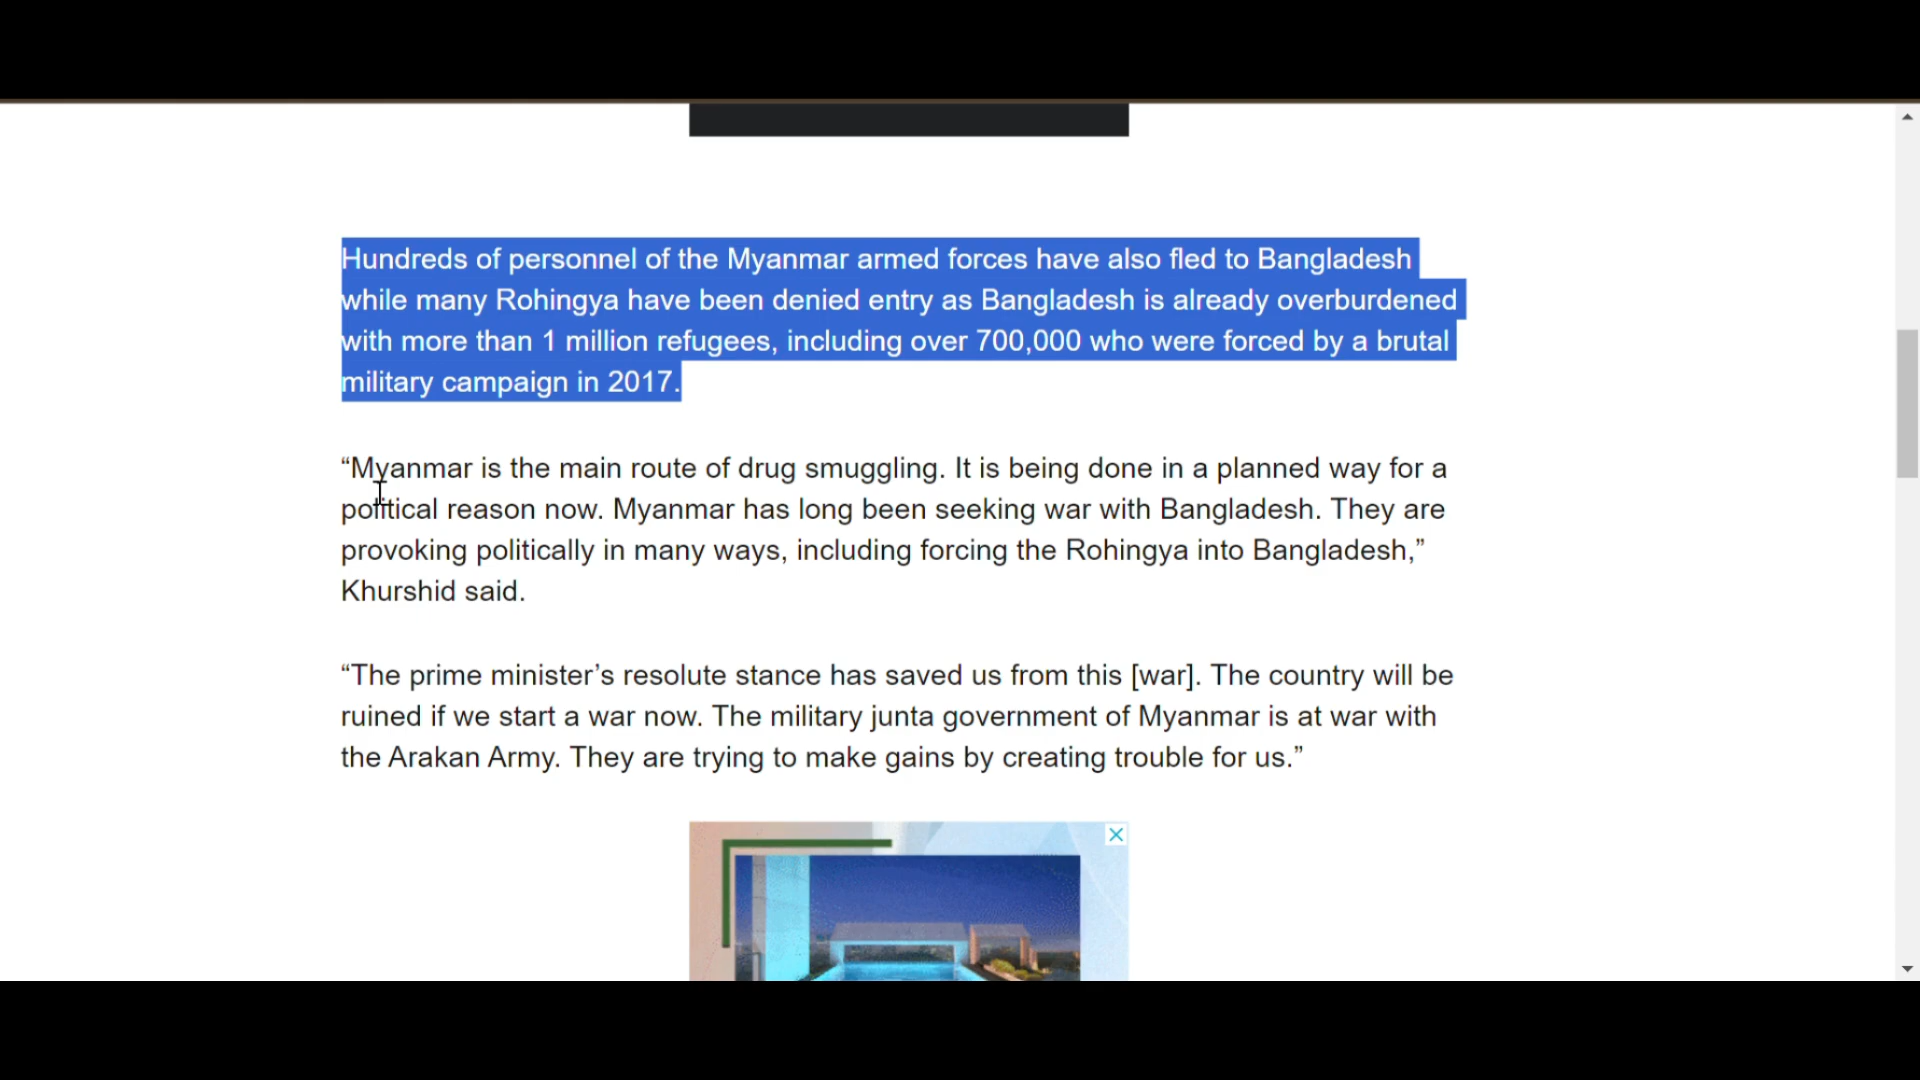 Hundreds of personnel of the Myanmar armed forces have also fled to Bangladesh
while many Rohingya have been denied entry as Bangladesh is already overburdened
with more than 1 million refugees, including over 700,000 who were forced by a brutal
military campaign in 2017.
“Myanmar is the main route of drug smuggling. It is being done in a planned way for a
political reason now. Myanmar has long been seeking war with Bangladesh. They are
provoking politically in many ways, including forcing the Rohingya into Bangladesh,”
Khurshid said.
“The prime minister’s resolute stance has saved us from this [war]. The country will be
ruined if we start a war now. The military junta government of Myanmar is at war with
the Arakan Army. They are trying to make gains by creating trouble for us.”